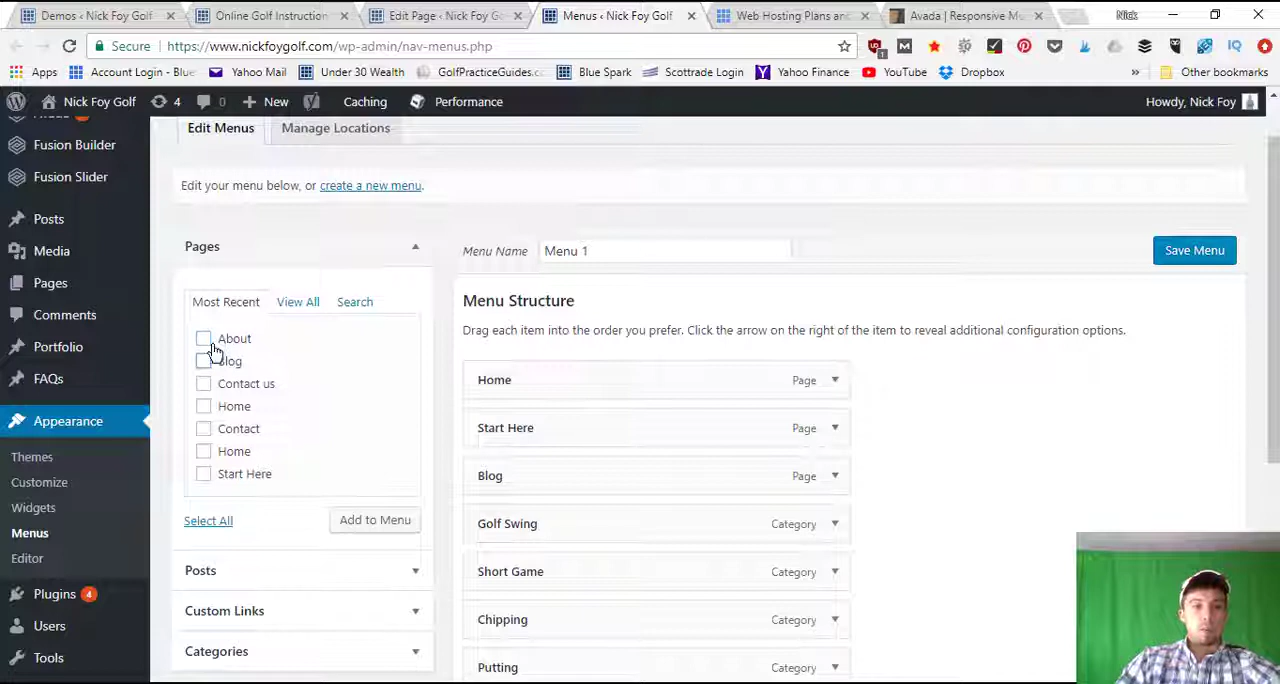 Demos ‹ Nick Foy Golf
Online Golf Instruction
Edit Page ‹ Nick Foy Go
Menus ‹ Nick Foy Golf
Web Hosting Plans and
Avada | Responsive Mu
Nick
Secure
https://www.nickfoygolf.com/wp-admin/nav-menus.php
Apps
Account Login - Blue
Yahoo Mail
Under 30 Wealth
GolfPracticeGuides.c
Blue Spark
Scottrade Login
Yahoo Finance
YouTube
Dropbox
»
Other bookmarks
Nick Foy Golf
4
0
New
Caching
Performance
Howdy, Nick Foy
Fusion Builder
Fusion Slider
Posts
Media
Pages
Comments
Portfolio
FAQs
Appearance
Themes
Customize
Widgets
Menus
Editor
Plugins 4
Users
Tools
Edit Menus
Manage Locations
Edit your menu below, or create a new menu.
Pages
Most Recent
View All
Search
About
Blog
Contact us
Home
Contact
Home
Start Here
Select All
Add to Menu
Posts
Custom Links
Categories
Menu Name
Menu 1
Save Menu
Menu Structure
Drag each item into the order you prefer. Click the arrow on the right of the item to reveal additional configuration options.
Home Page
Start Here Page
Blog Page
Golf Swing Category
Short Game Category
Chipping Category
Putting Category